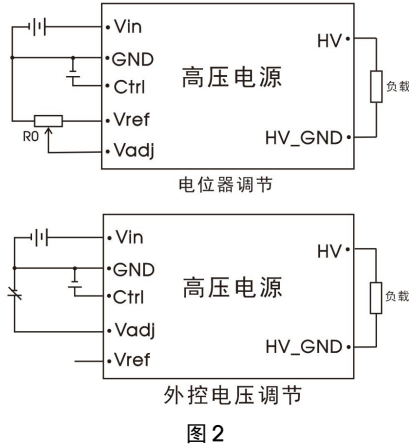 Vin
HV
GND
Ctrl
高压电源
负载
Vref
R0
HV_GND
Vadj
电位器调节
Vin
HV
GND
Ctrl
高压电源
负载
Vadj
HV_GND
Vref
外控电压调节
图2